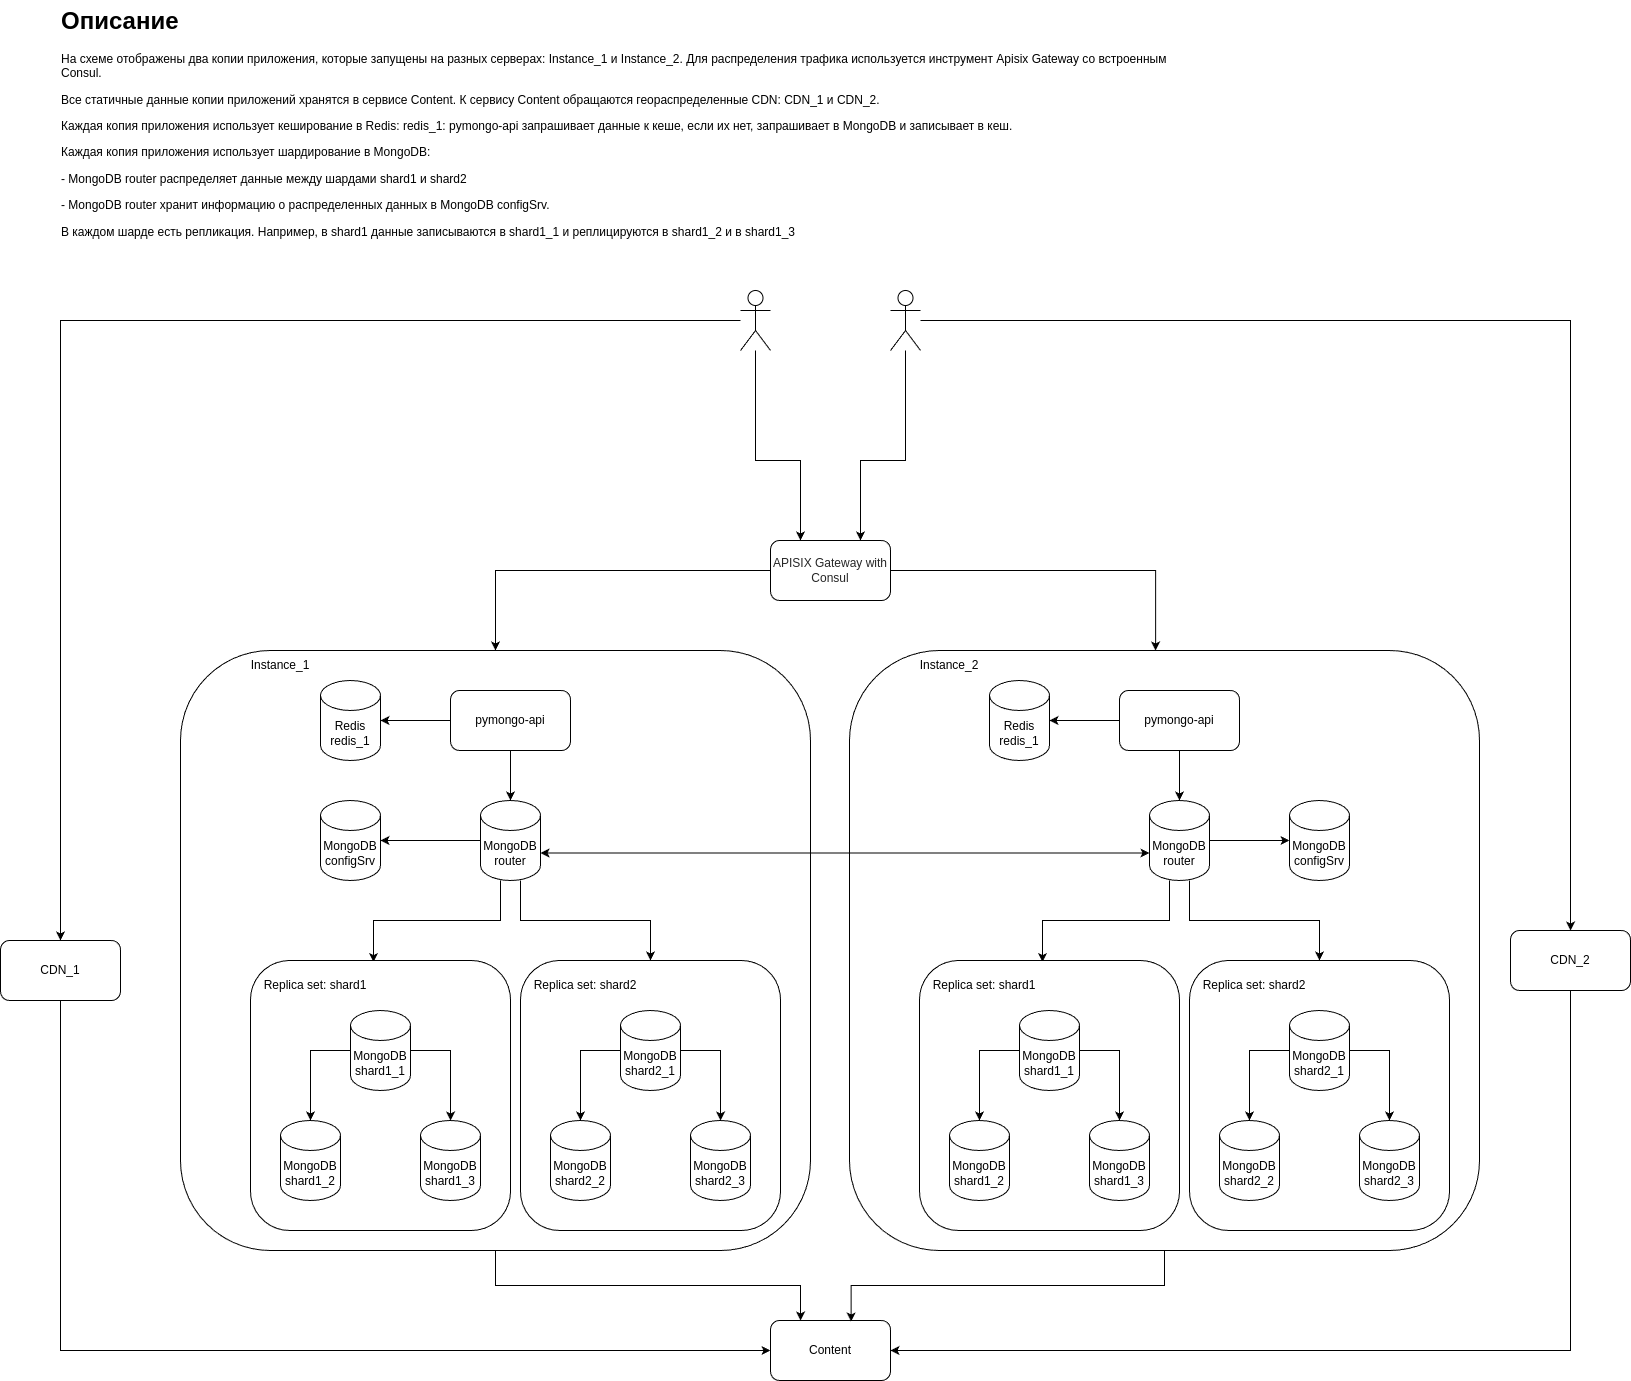 Описание
На схеме отображены два копии приложения, которые запущены на разных серверах: Instance_1 и Instance_2. Для распределения трафика используется инструмент Apisix Gateway со встроенным
Consul.
Все статичные данные копии приложений хранятся в сервисе Content. К сервису Content обращаются геораспределенные CDN: CDN_1 и CDN_2.
Каждая копия приложения использует кеширование в Redis: redis_1: pymongo-api запрашивает данные к кеше, если их нет, запрашивает в MongoDB и записывает в кеш.
Каждая копия приложения использует шардирование в MongoDB:
- MongoDB router распределяет данные между шардами shard1 и shard2
- MongoDB router хранит информацию о распределенных данных в MongoDB configSrv.
В каждом шарде есть репликация. Например, в shard1 данные записываются в shard1_1 и реплицируются в shard1_2 и в shard1_3
APISIX Gateway with
Consul
Instance_1
Redis
redis_1
pymongo-api
MongoDB
configSrv
MongoDB
router
Replica set: shard1
MongoDB
shard1_1
MongoDB
shard1_2
MongoDB
shard1_3
Replica set: shard2
MongoDB
shard2_1
MongoDB
shard2_2
MongoDB
shard2_3
Instance_2
Redis
redis_1
pymongo-api
MongoDB
router
MongoDB
configSrv
Replica set: shard1
MongoDB
shard1_1
MongoDB
shard1_2
MongoDB
shard1_3
Replica set: shard2
MongoDB
shard2_1
MongoDB
shard2_2
MongoDB
shard2_3
CDN_1
CDN_2
Content